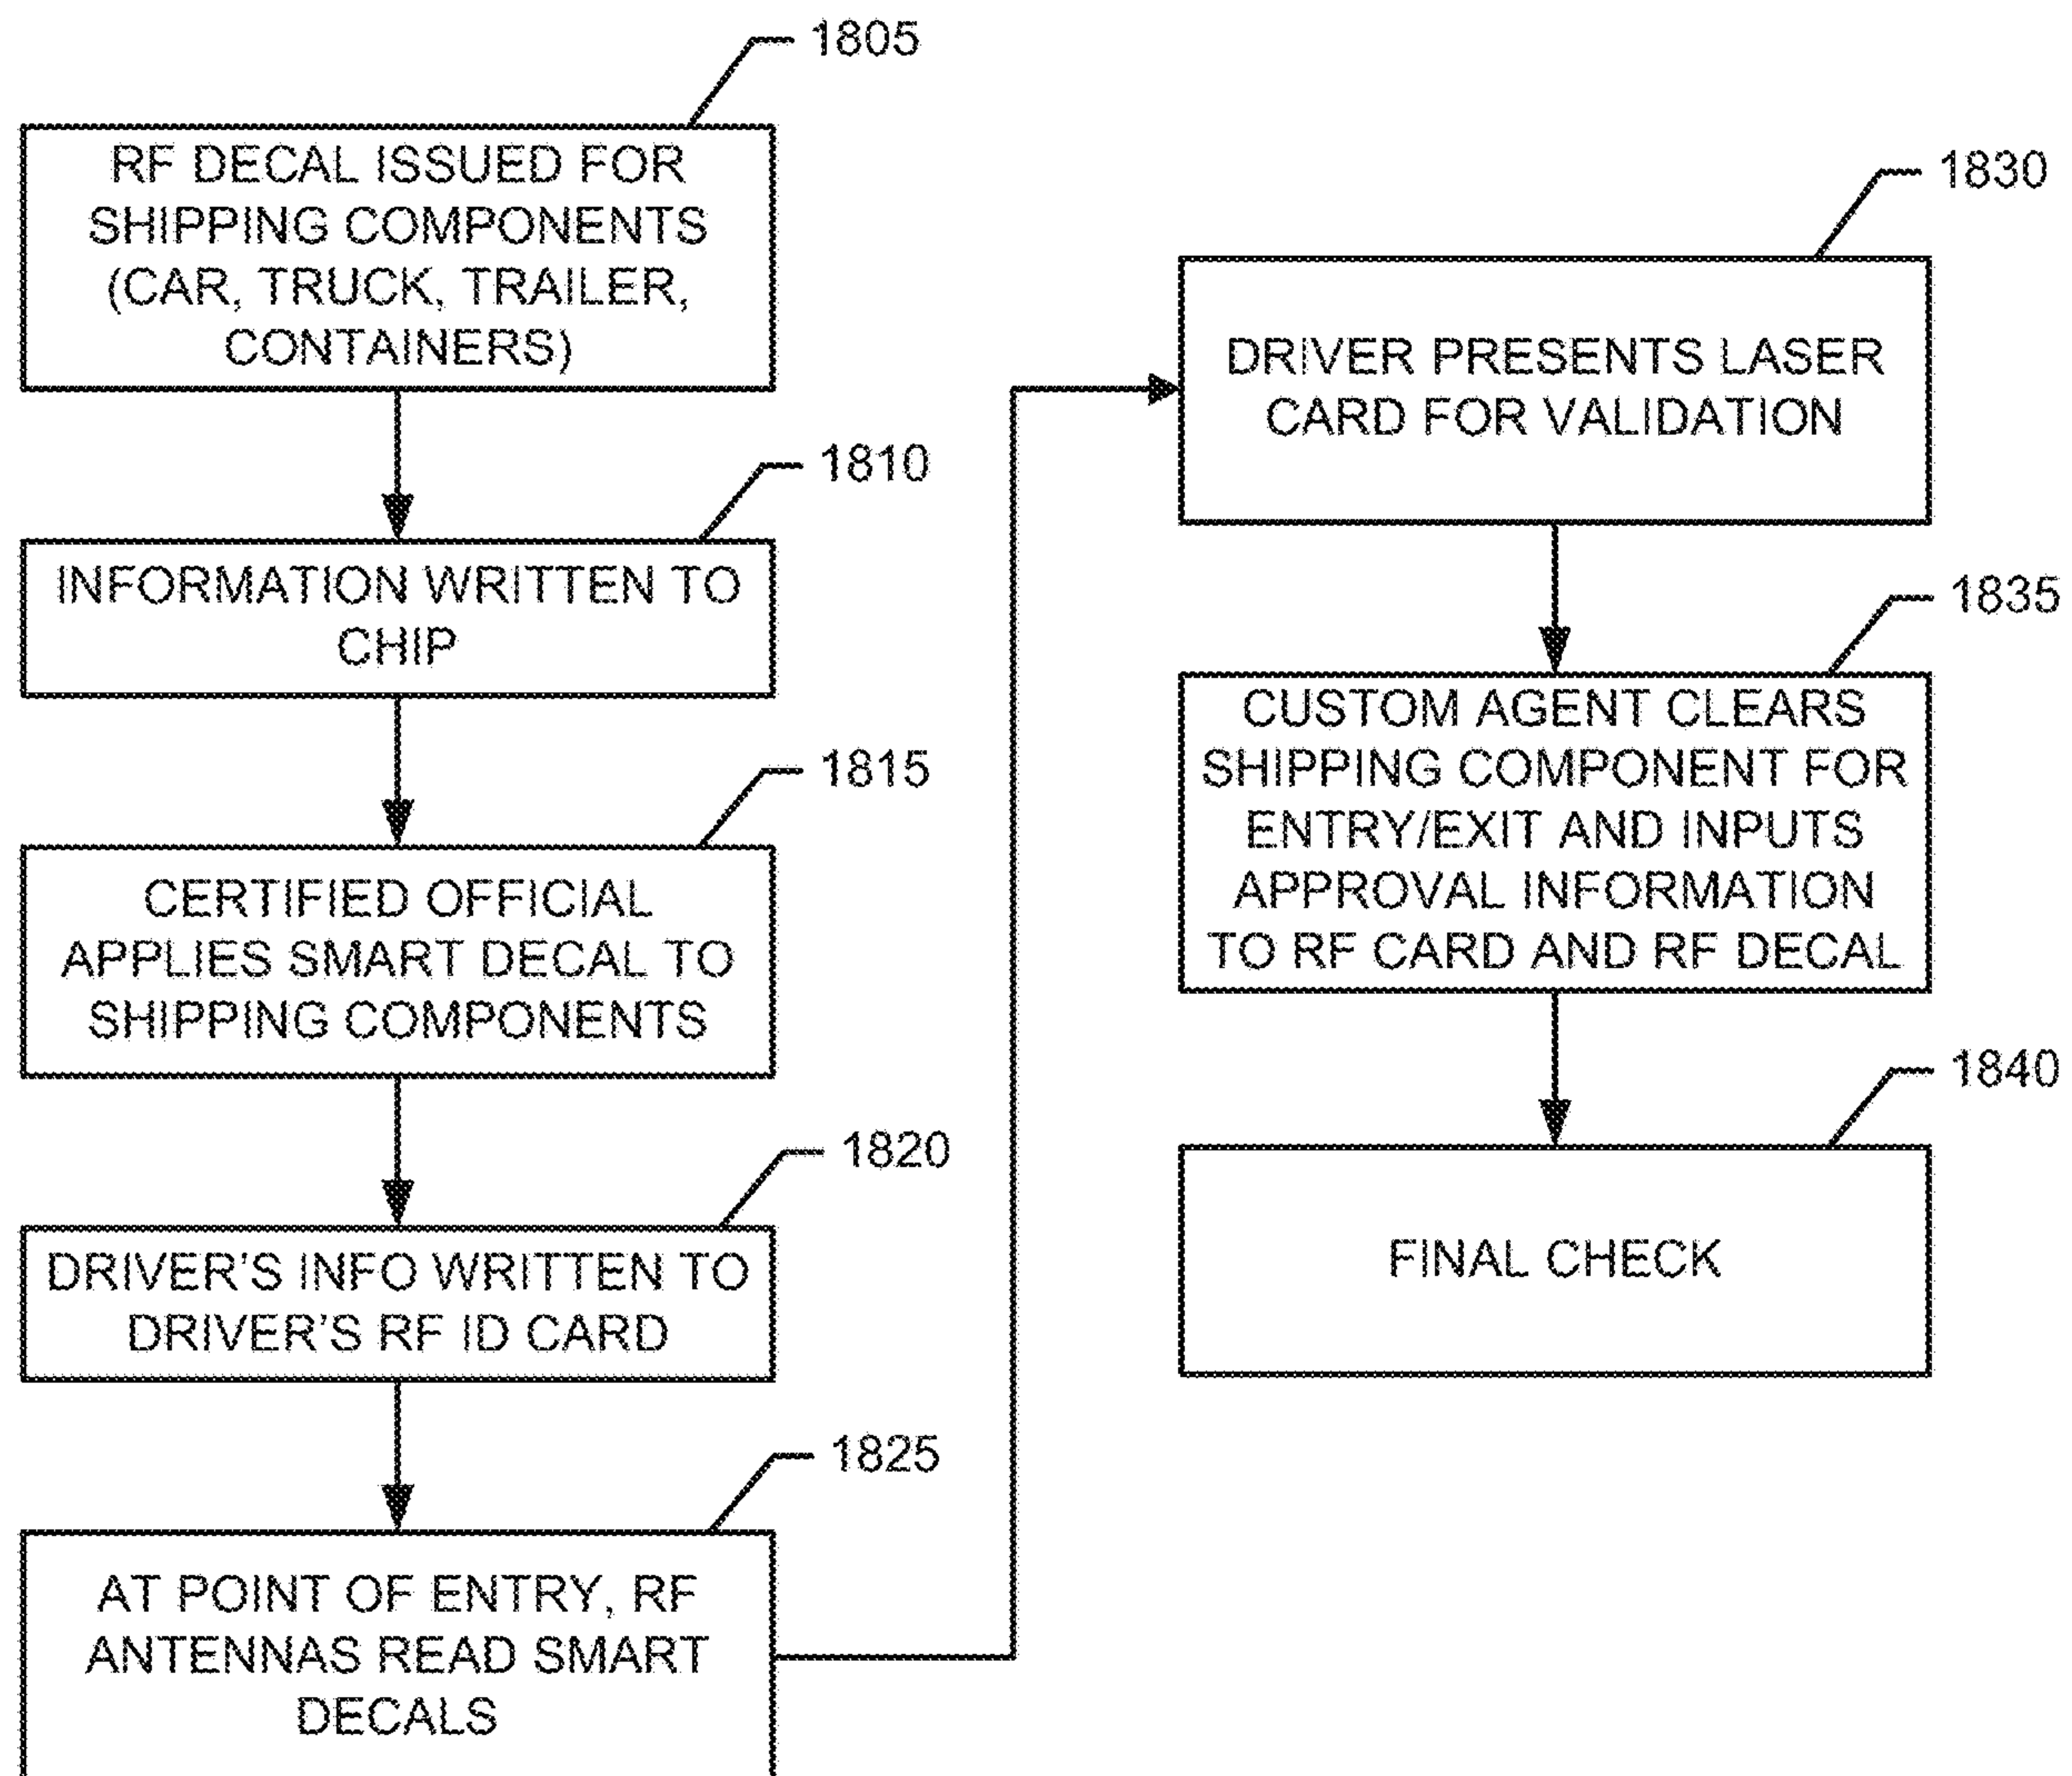 1805
RF DECAL ISSUED FOR
SHIPPING COMPONENTS
(CAR, TRUCK, TRAILER,
CONTAINERS)
1810
INFORMATION WRITTEN TO
CHIP
1815
CERTIFIED OFFICIAL
APPLIES SMART DECAL TO
SHIPPING COMPONENTS
1820
DRIVER'S INFO WRITTEN TO
DRIVER'S RF ID CARD
1825
AT POINT OF ENTRY, RF
ANTENNAS READ SMART
DECALS
1830
DRIVER PRESENTS LASER
CARD FOR VALIDATION
1835
CUSTOM AGENT CLEARS
SHIPPING COMPONENT FOR
ENTRY/EXIT AND INPUTS
APPROVAL INFORMATION
TO RF CARD AND RF DECAL
1840
FINAL CHECK